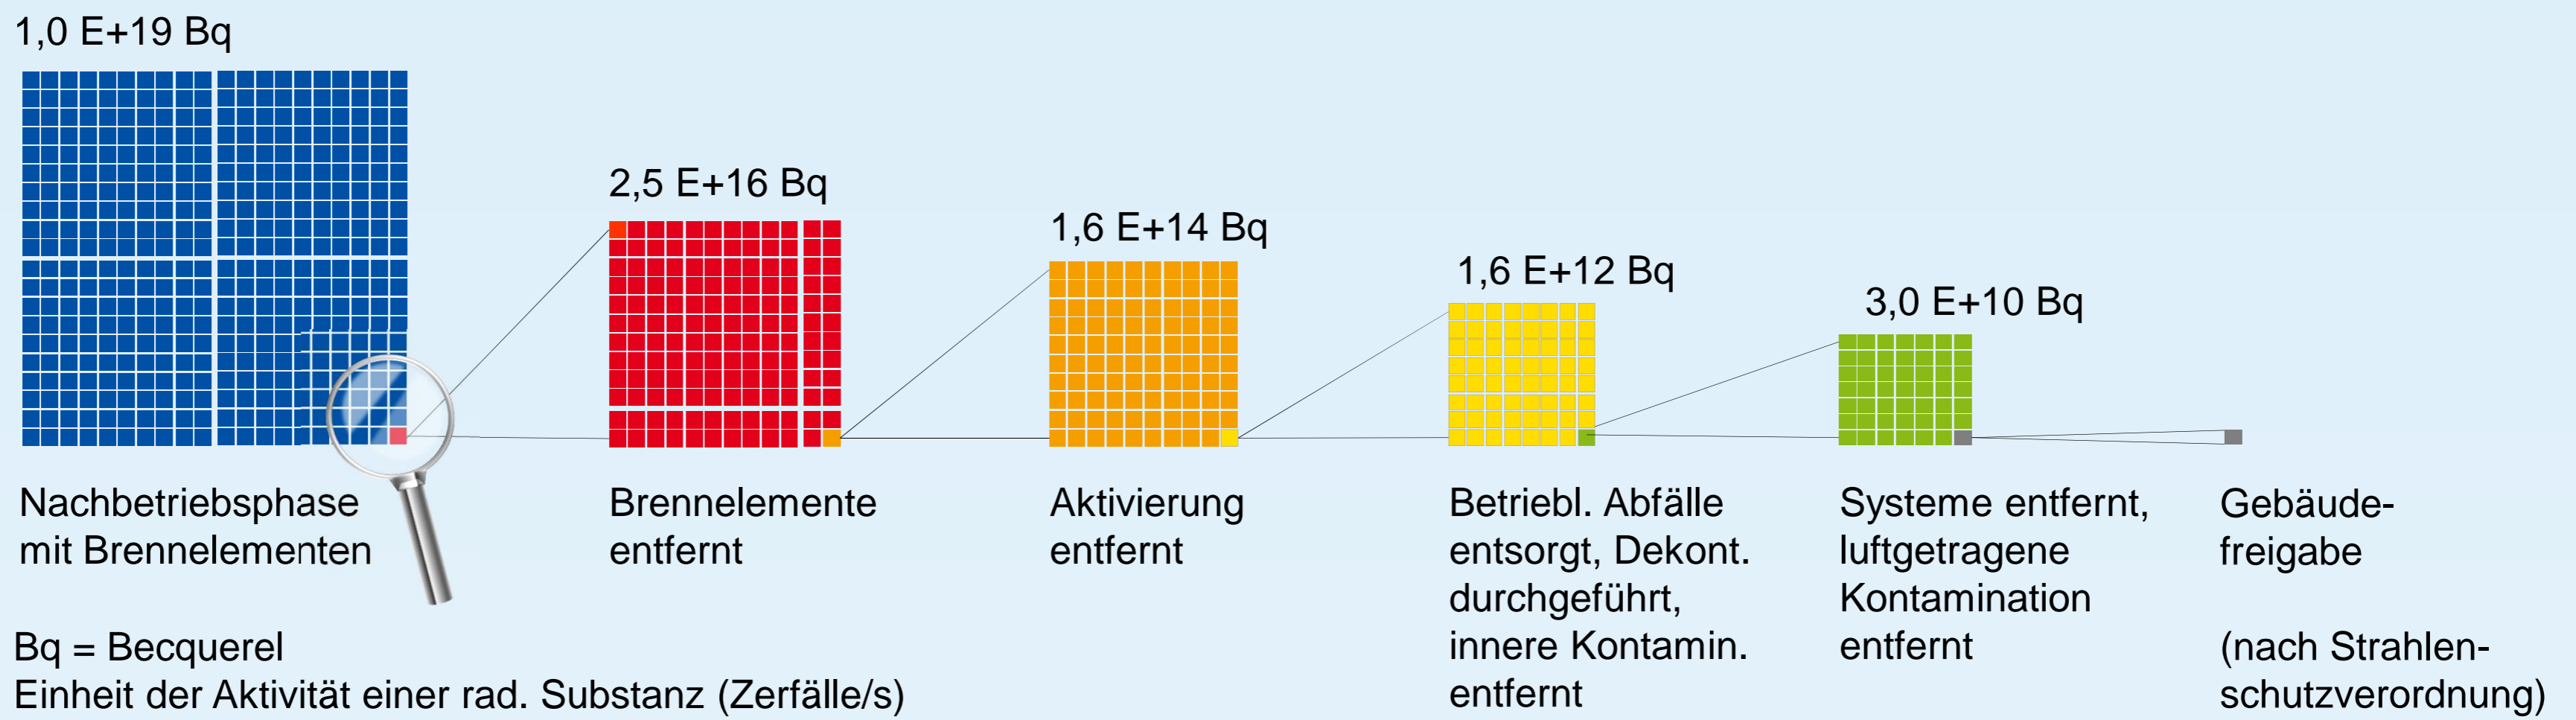 1,0 E+19 Bq
2,5 E+16 Bq
1,6 E+14 Bq
1,6 E+12 Bq
3,0 E+10 Bq
Nachbetriebsphase
mit Brennelementen
Brennelemente
entfernt
Aktivierung
entfernt
Betriebl. Abfälle
entsorgt, Dekont.
durchgeführt,
innere Kontamin.
entfernt
Systeme entfernt,
luftgetragene
Kontamination
entfernt
Gebäude-
freigabe
(nach Strahlen-
schutzverordnung)
Bq = Becquerel
Einheit der Aktivität einer rad. Substanz (Zerfälle/s)